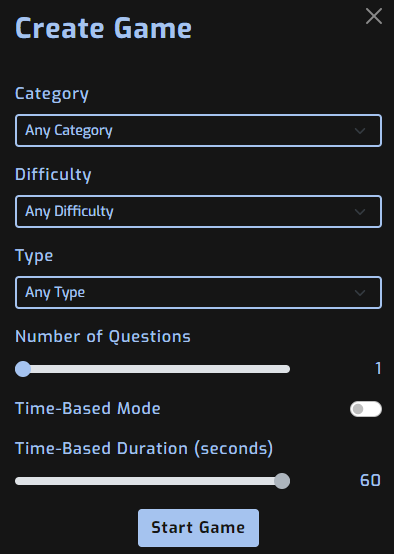 Create Game
Category
Any Category
Difficulty
Any Difficulty
Type
Any Type
Number of Questions
1
Time-Based Mode
Time-Based Duration (seconds)
60
Start Game